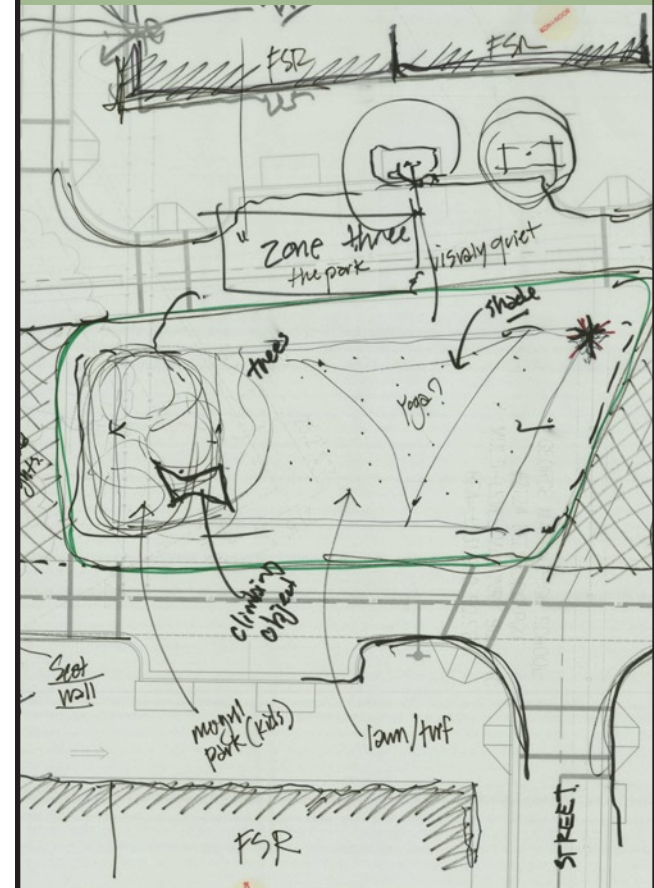 FSR
FSR
zone three
the park
visualy quiet
shade
trees
Yoga?
climbing
object
Seat
wall
mogul
park (kids)
lawn/turf
FSR
STREET